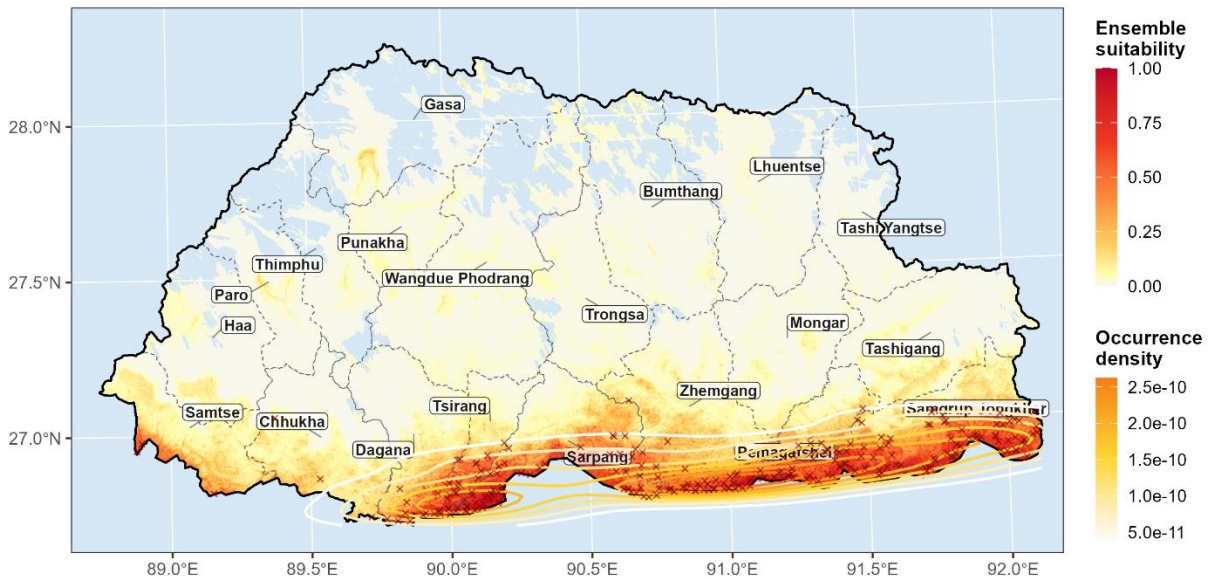 Ensemble
suitability
1.00
0.75
0.50
0.25
0.00
Occurrence
density
2.5e-10
2.0e-10
1.5e-10
1.0e-10
5.0e-11
28.0°N
27.5°N
27.0°N
Gasa
Lhuentse
Bumthang
Tashi Yangtse
Punakha
Thimphu
Wangdue Phodrang
Paro
Trongsa
Haa
Mongar
Tashigang
Zhemgang
Samtse
Tsirang
Samdrup Jongkhar
Chhukha
Dagana
Sarpang
Pemagatshel
89.0°E
89.5°E
90.0°E
90.5°E
91.0°E
91.5°E
92.0°E